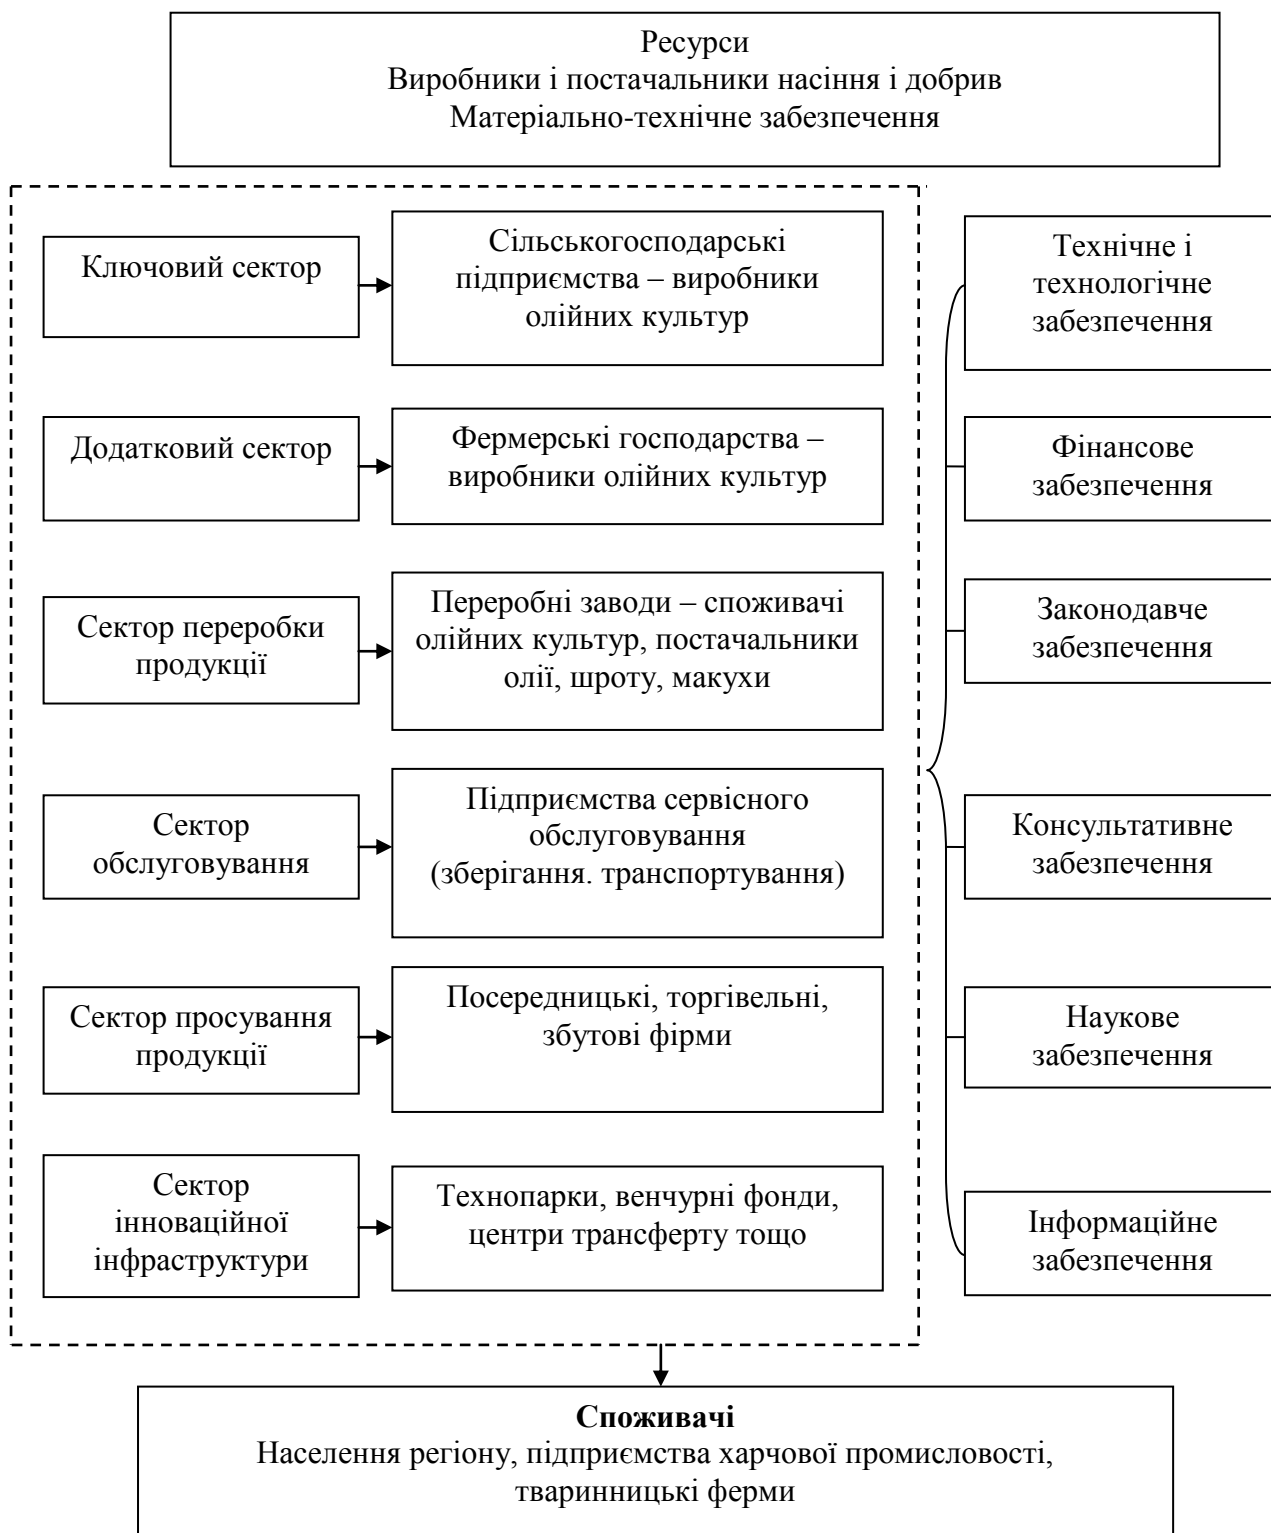 Ресурси
Виробники і постачальники насіння і добрив
Матеріально-технічне забезпечення
Ключовий сектор
Сільськогосподарські
підприємства – виробники
олійних культур
Технічне і
технологічне
забезпечення
Додатковий сектор
Фермерські господарства –
виробники олійних культур
Фінансове
забезпечення
Сектор переробки
продукції
Переробні заводи – споживачі
олійних культур, постачальники
олії, шроту, макухи
Законодавче
забезпечення
Сектор
обслуговування
Підприємства сервісного
обслуговування
(зберігання. транспортування)
Консультативне
забезпечення
Сектор просування
продукції
Посередницькі, торгівельні,
збутові фірми
Наукове
забезпечення
Сектор
інноваційної
інфраструктури
Технопарки, венчурні фонди,
центри трансферту тощо
Інформаційне
забезпечення
Споживачі
Населення регіону, підприємства харчової промисловості,
тваринницькі ферми